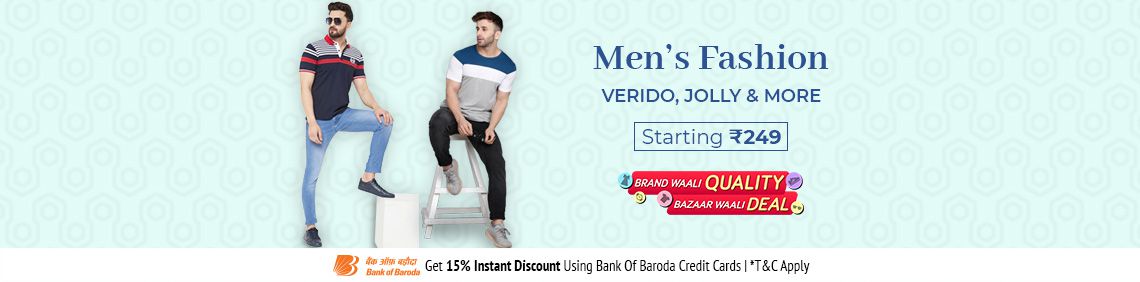 Men's Fashion
VERIDO, JOLLY & MORE
Starting ₹249
BRAND WAALI QUALITY
BAZAAR WAALI DEAL
बैंक ऑफ़ बड़ौदा
Bank of Baroda
Get 15% Instant Discount Using Bank Of Baroda Credit Cards | *T&C Apply